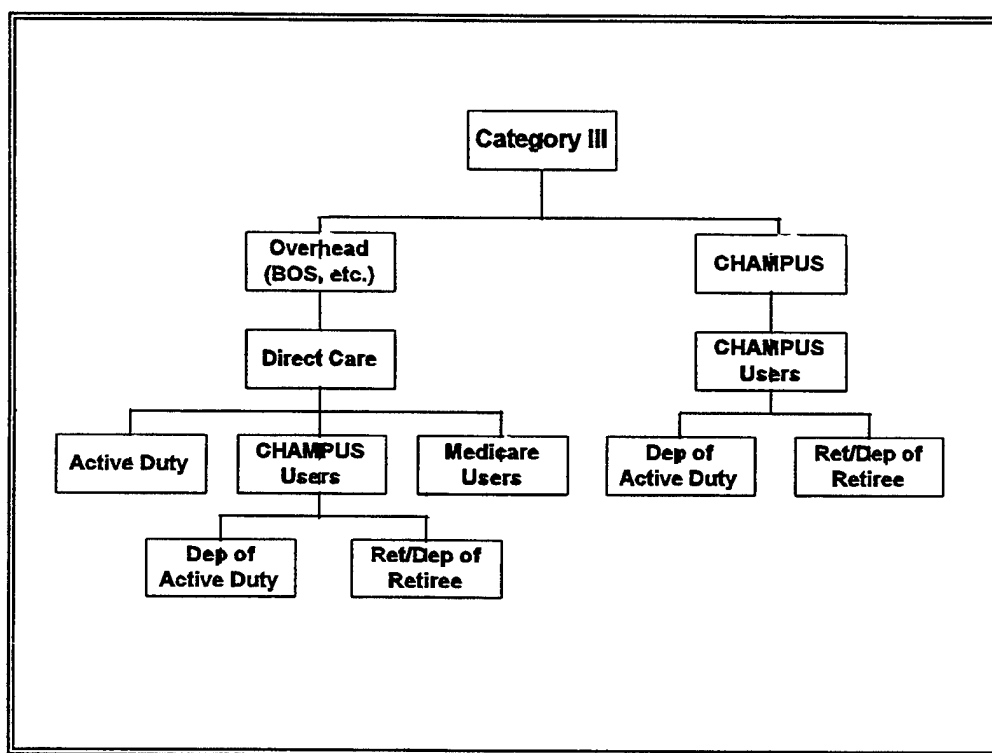 Category III
Overhead
(BOS, etc.)
CHAMPUS
Direct Care
CHAMPUS
Users
Active Duty
CHAMPUS
Users
Medicare
Users
Dep of
Active Duty
Ret/Dep of
Retiree
Dep of
Active Duty
Ret/Dep of
Retiree